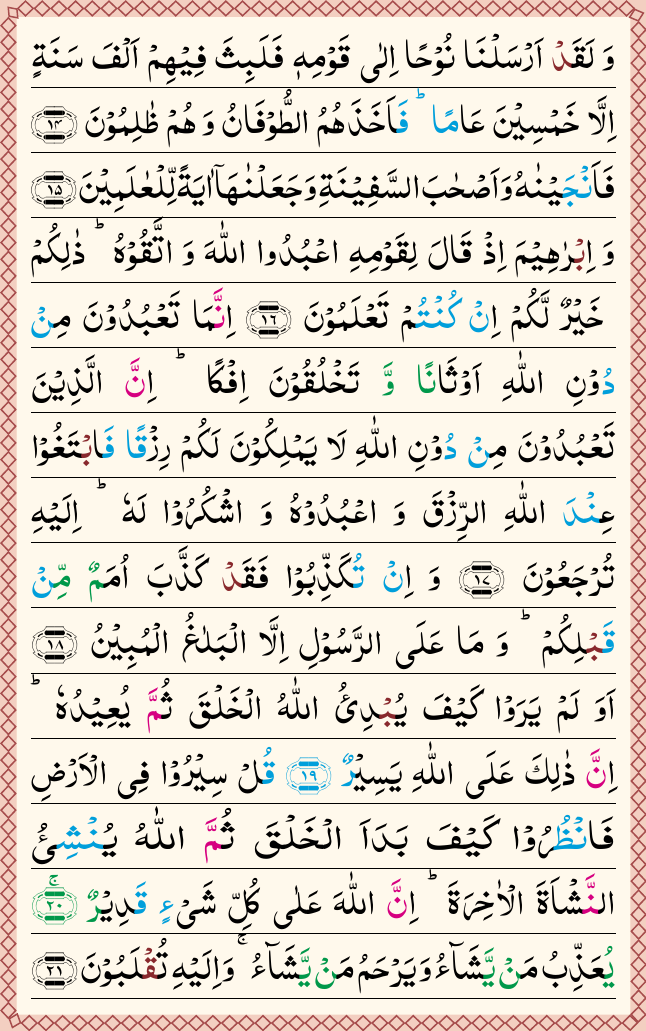 وَ لَقَدْ اَرْسَلْنَا نُوْحًا اِلٰى قَوْمِهٖ فَلَبِثَ فِيْهِمْ اَلْفَ سَنَةٍ
اِلَّا خَمْسِيْنَ عَامًا ؕ فَاَخَذَهُمُ الطُّوْفَانُ وَ هُمْ ظٰلِمُوْنَ ۝۱۴
فَاَنْجَيْنٰهُ وَ اَصْحٰبَ السَّفِيْنَةِ وَ جَعَلْنٰهَاۤ اٰيَةً لِّلْعٰلَمِيْنَ ۝۱۵
وَ اِبْرٰهِيْمَ اِذْ قَالَ لِقَوْمِهِ اعْبُدُوا اللّٰهَ وَ اتَّقُوْهُ ؕ ذٰلِكُمْ
خَيْرٌ لَّكُمْ اِنْ كُنْتُمْ تَعْلَمُوْنَ ۝۱۶ اِنَّمَا تَعْبُدُوْنَ مِنْ
دُوْنِ اللّٰهِ اَوْثَانًا وَّ تَخْلُقُوْنَ اِفْكًا ؕ اِنَّ الَّذِيْنَ
تَعْبُدُوْنَ مِنْ دُوْنِ اللّٰهِ لَا يَمْلِكُوْنَ لَكُمْ رِزْقًا فَابْتَغُوْا
عِنْدَ اللّٰهِ الرِّزْقَ وَ اعْبُدُوْهُ وَ اشْكُرُوْا لَهٗ ؕ اِلَيْهِ
تُرْجَعُوْنَ ۝۱۷ وَ اِنْ تُكَذِّبُوْا فَقَدْ كَذَّبَ اُمَمٌ مِّنْ
قَبْلِكُمْ ؕ وَ مَا عَلَى الرَّسُوْلِ اِلَّا الْبَلٰغُ الْمُبِيْنُ ۝۱۸
اَوَ لَمْ يَرَوْا كَيْفَ يُبْدِئُ اللّٰهُ الْخَلْقَ ثُمَّ يُعِيْدُهٗ ؕ
اِنَّ ذٰلِكَ عَلَى اللّٰهِ يَسِيْرٌ ۝۱۹ قُلْ سِيْرُوْا فِى الْاَرْضِ
فَانْظُرُوْا كَيْفَ بَدَاَ الْخَلْقَ ثُمَّ اللّٰهُ يُنْشِئُ
النَّشْاَةَ الْاٰخِرَةَ ؕ اِنَّ اللّٰهَ عَلٰى كُلِّ شَىْءٍ قَدِيْرٌ ۚ۝۲۰
يُعَذِّبُ مَنْ يَّشَآءُ وَ يَرْحَمُ مَنْ يَّشَآءُ ۚ وَ اِلَيْهِ تُقْلَبُوْنَ ۝۲۱